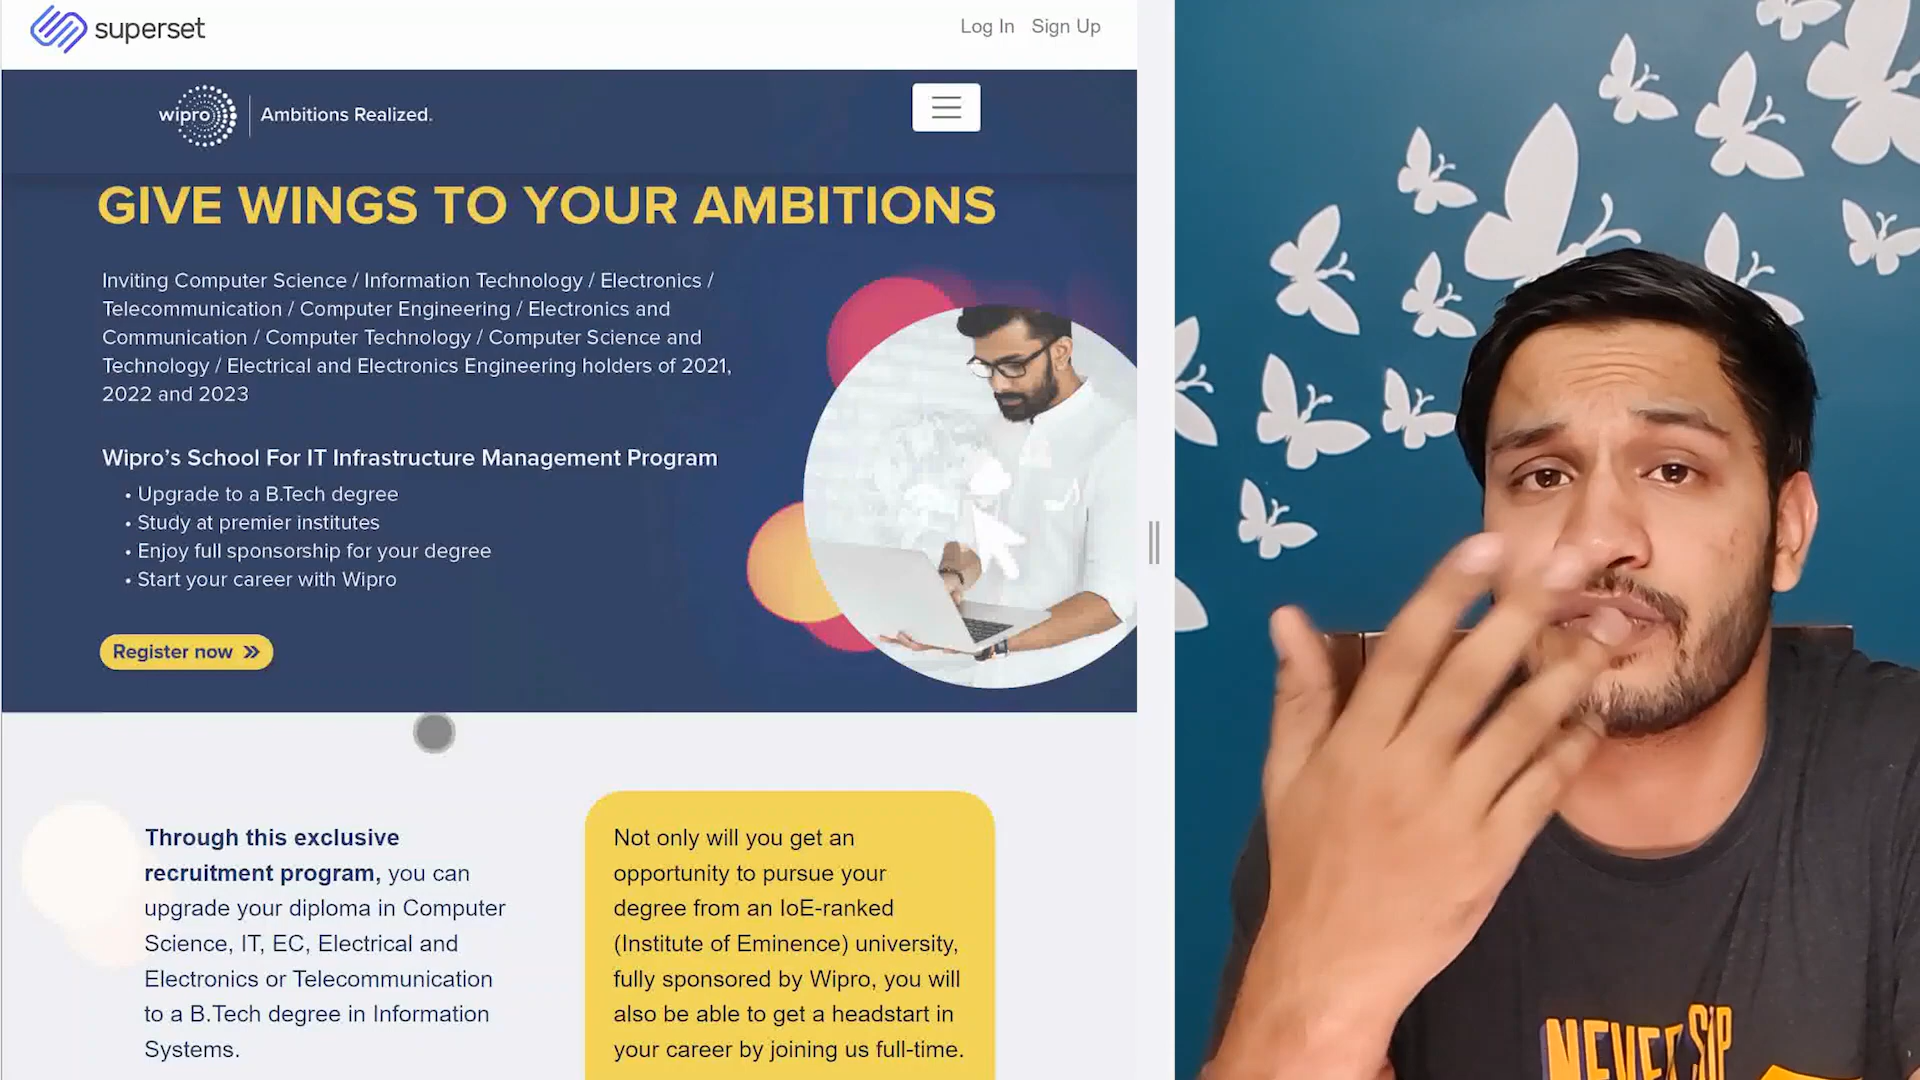 superset
Log In Sign Up
wipro Ambitions Realized.
GIVE WINGS TO YOUR AMBITIONS
Inviting Computer Science / Information Technology / Electronics /
Telecommunication / Computer Engineering / Electronics and
Communication / Computer Technology / Computer Science and
Technology / Electrical and Electronics Engineering holders of 2021,
2022 and 2023
Wipro's School For IT Infrastructure Management Program
• Upgrade to a B.Tech degree
• Study at premier institutes
• Enjoy full sponsorship for your degree
• Start your career with Wipro
Register now »
Through this exclusive
recruitment program, you can
upgrade your diploma in Computer
Science, IT, EC, Electrical and
Electronics or Telecommunication
to a B.Tech degree in Information
Systems.
Not only will you get an
opportunity to pursue your
degree from an IoE-ranked
(Institute of Eminence) university,
fully sponsored by Wipro, you will
also be able to get a headstart in
your career by joining us full-time.
NEVER